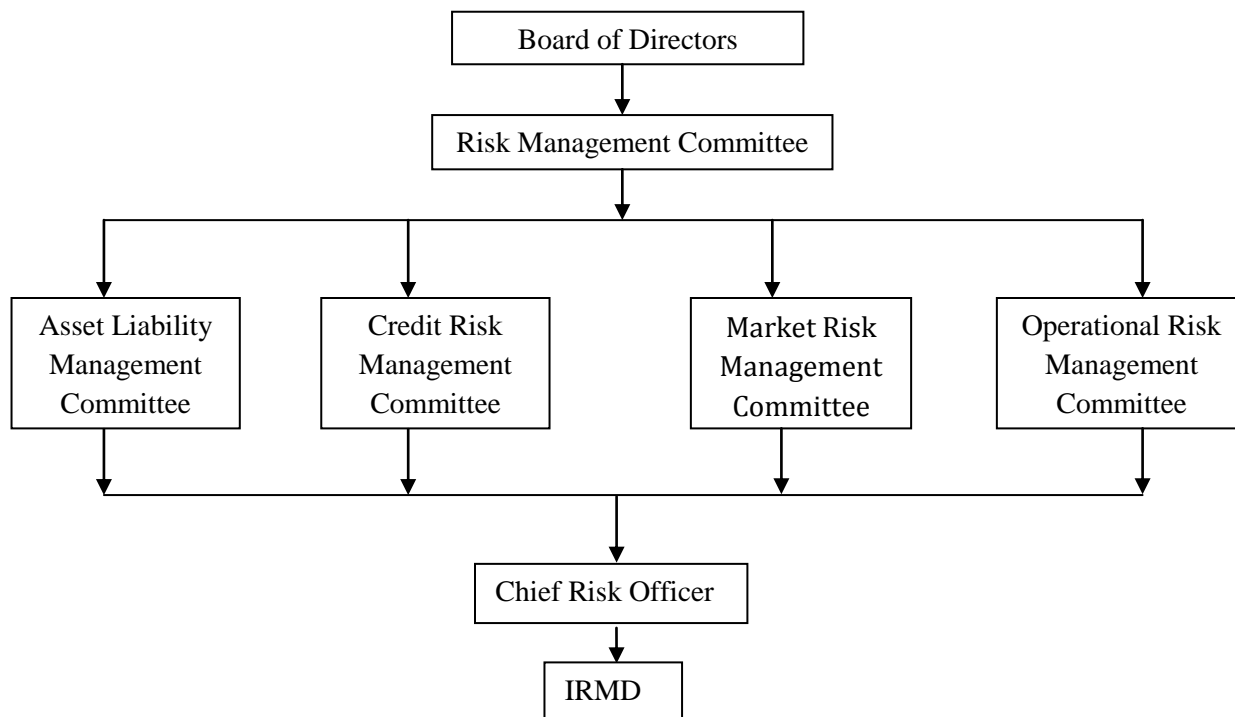 Board of Directors
Risk Management Committee
Asset Liability
Management
Committee
Credit Risk
Management
Committee
Market Risk
Management
Committee
Operational Risk
Management
Committee
Chief Risk Officer
IRMD